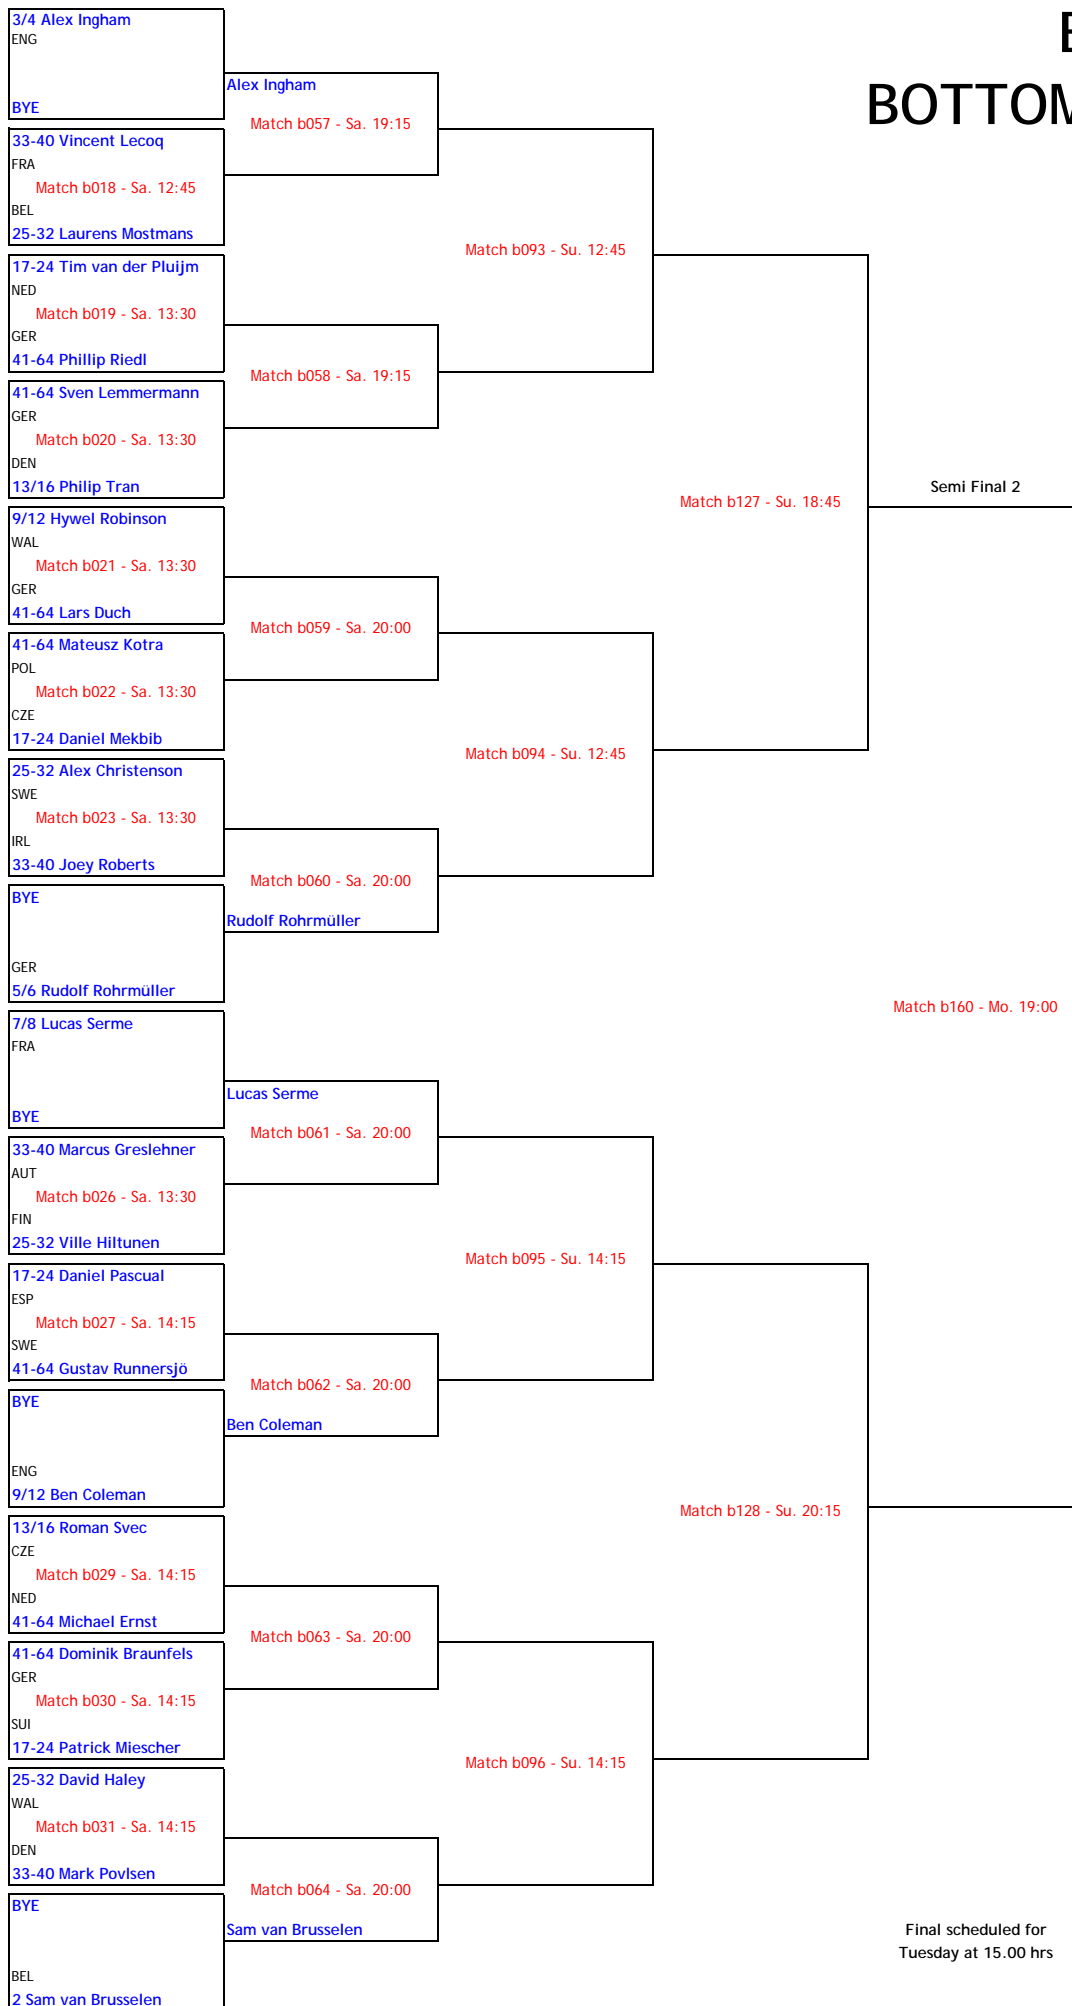 E
BOTTOM
3/4 Alex Ingham
ENG
BYE
Alex Ingham
Match b057 - Sa. 19:15
33-40 Vincent Lecoq
FRA
Match b018 - Sa. 12:45
BEL
25-32 Laurens Mostmans
Match b093 - Su. 12:45
17-24 Tim van der Pluijm
NED
Match b019 - Sa. 13:30
GER
41-64 Phillip Riedl
Match b058 - Sa. 19:15
41-64 Sven Lemmermann
GER
Match b020 - Sa. 13:30
DEN
13/16 Philip Tran
Match b127 - Su. 18:45
Semi Final 2
9/12 Hywel Robinson
WAL
Match b021 - Sa. 13:30
GER
41-64 Lars Duch
Match b059 - Sa. 20:00
41-64 Mateusz Kotra
POL
Match b022 - Sa. 13:30
CZE
17-24 Daniel Mekbib
Match b094 - Su. 12:45
25-32 Alex Christenson
SWE
Match b023 - Sa. 13:30
IRL
33-40 Joey Roberts
Match b060 - Sa. 20:00
BYE
Rudolf Rohrmüller
GER
5/6 Rudolf Rohrmüller
Match b160 - Mo. 19:00
7/8 Lucas Serme
FRA
BYE
Lucas Serme
Match b061 - Sa. 20:00
33-40 Marcus Greslehner
AUT
Match b026 - Sa. 13:30
FIN
25-32 Ville Hiltunen
Match b095 - Su. 14:15
17-24 Daniel Pascual
ESP
Match b027 - Sa. 14:15
SWE
41-64 Gustav Runnersjö
Match b062 - Sa. 20:00
BYE
Ben Coleman
ENG
9/12 Ben Coleman
Match b128 - Su. 20:15
13/16 Roman Svec
CZE
Match b029 - Sa. 14:15
NED
41-64 Michael Ernst
Match b063 - Sa. 20:00
41-64 Dominik Braunfels
GER
Match b030 - Sa. 14:15
SUI
17-24 Patrick Miescher
Match b096 - Su. 14:15
25-32 David Haley
WAL
Match b031 - Sa. 14:15
DEN
33-40 Mark Povlsen
Match b064 - Sa. 20:00
BYE
Sam van Brusselen
BEL
2 Sam van Brusselen
Final scheduled for
Tuesday at 15.00 hrs